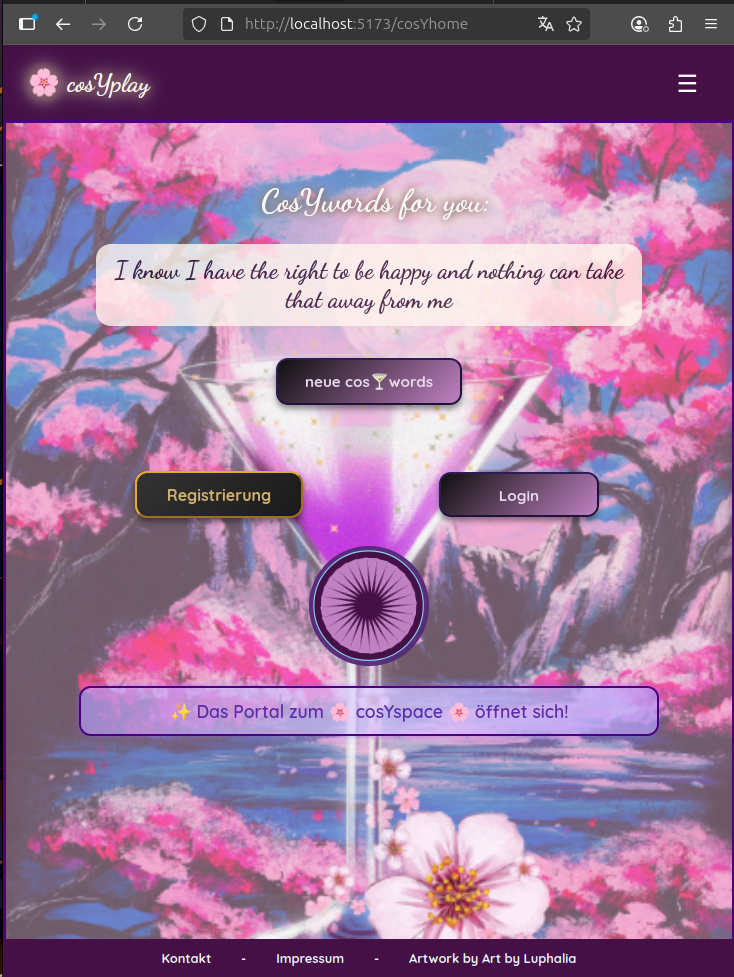 http://localhost:5173/cosYhome
🌸 cosYplay
☰
CosYwords for you:
I know I have the right to be happy and nothing can take
that away from me
neue cos🍸words
Registrierung
Login
✨ Das Portal zum 🌸 cosYspace 🌸 öffnet sich!
Kontakt - Impressum - Artwork by Art by Luphalia